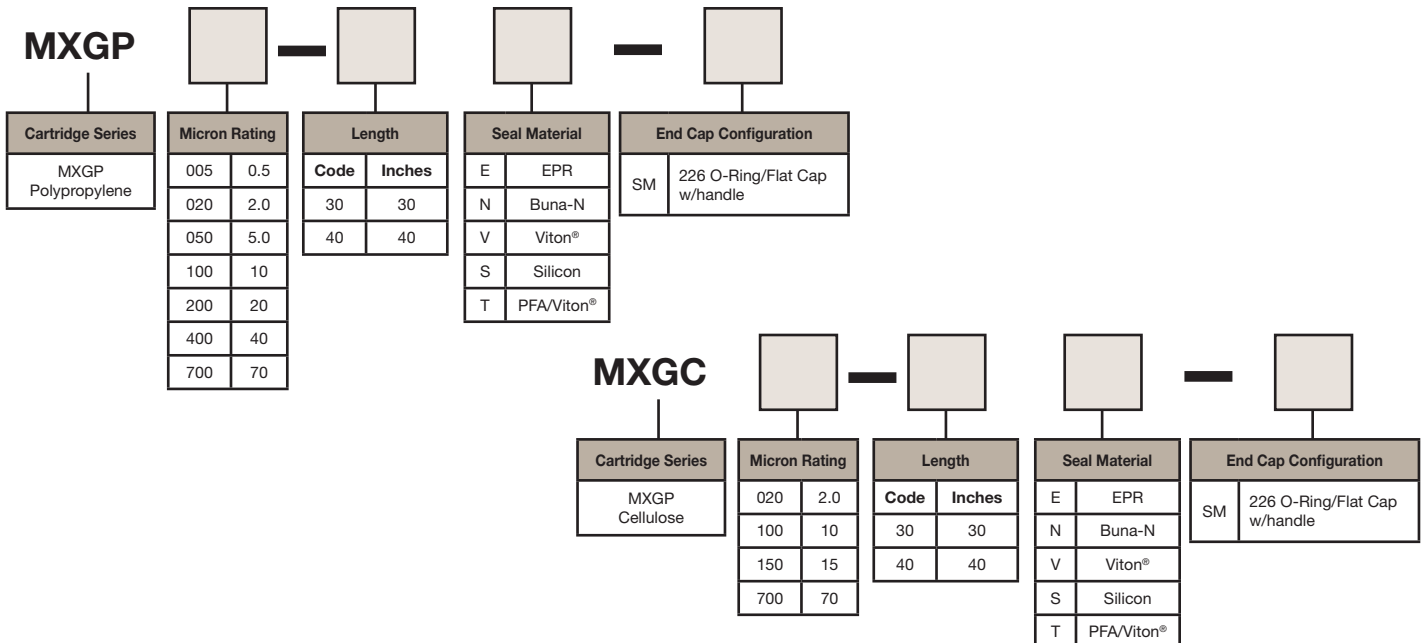 MXGP
Cartridge Series
MXGP
Polypropylene
Micron Rating
005 0.5
020 2.0
050 5.0
100 10
200 20
400 40
700 70
Length
Code Inches
30 30
40 40
Seal Material
E EPR
N Buna-N
V Viton®
S Silicon
T PFA/Viton®
End Cap Configuration
SM 226 O-Ring/Flat Cap
w/handle
MXGC
Cartridge Series
MXGP
Cellulose
Micron Rating
020 2.0
100 10
150 15
700 70
Length
Code Inches
30 30
40 40
Seal Material
E EPR
N Buna-N
V Viton®
S Silicon
T PFA/Viton®
End Cap Configuration
SM 226 O-Ring/Flat Cap
w/handle